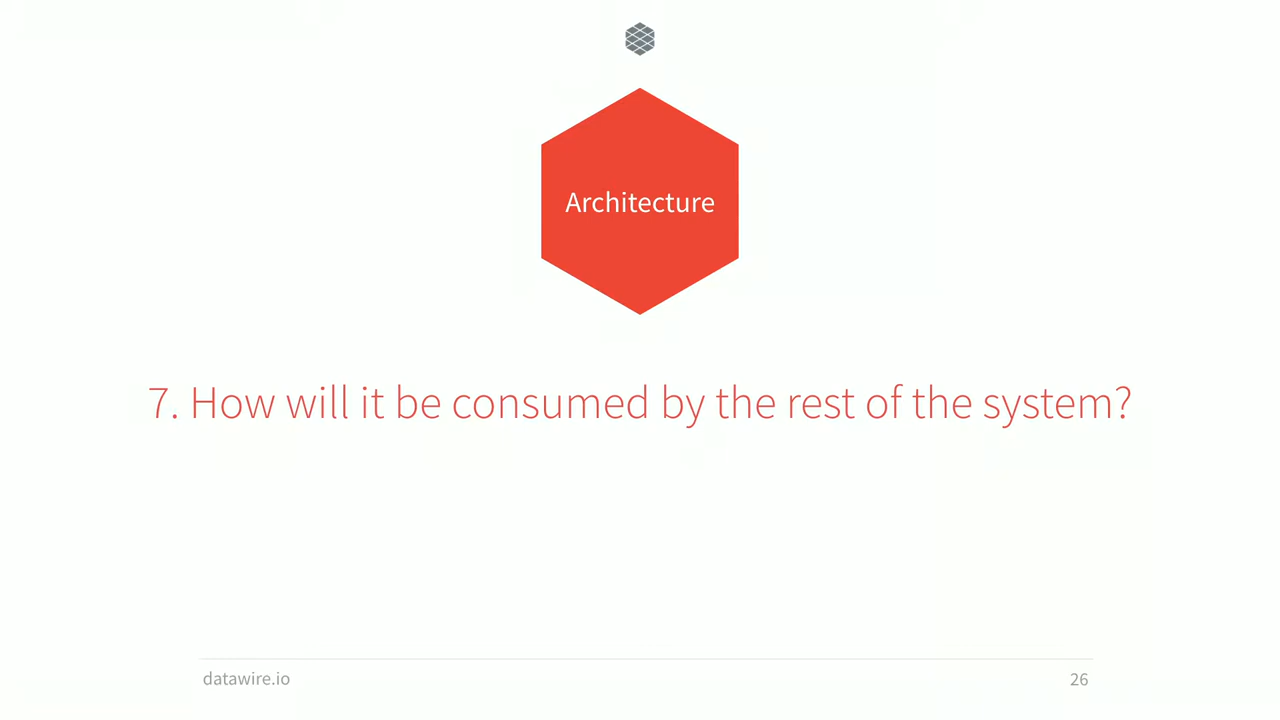 Architecture
7. How will it be consumed by the rest of the system?
datawire.io
26